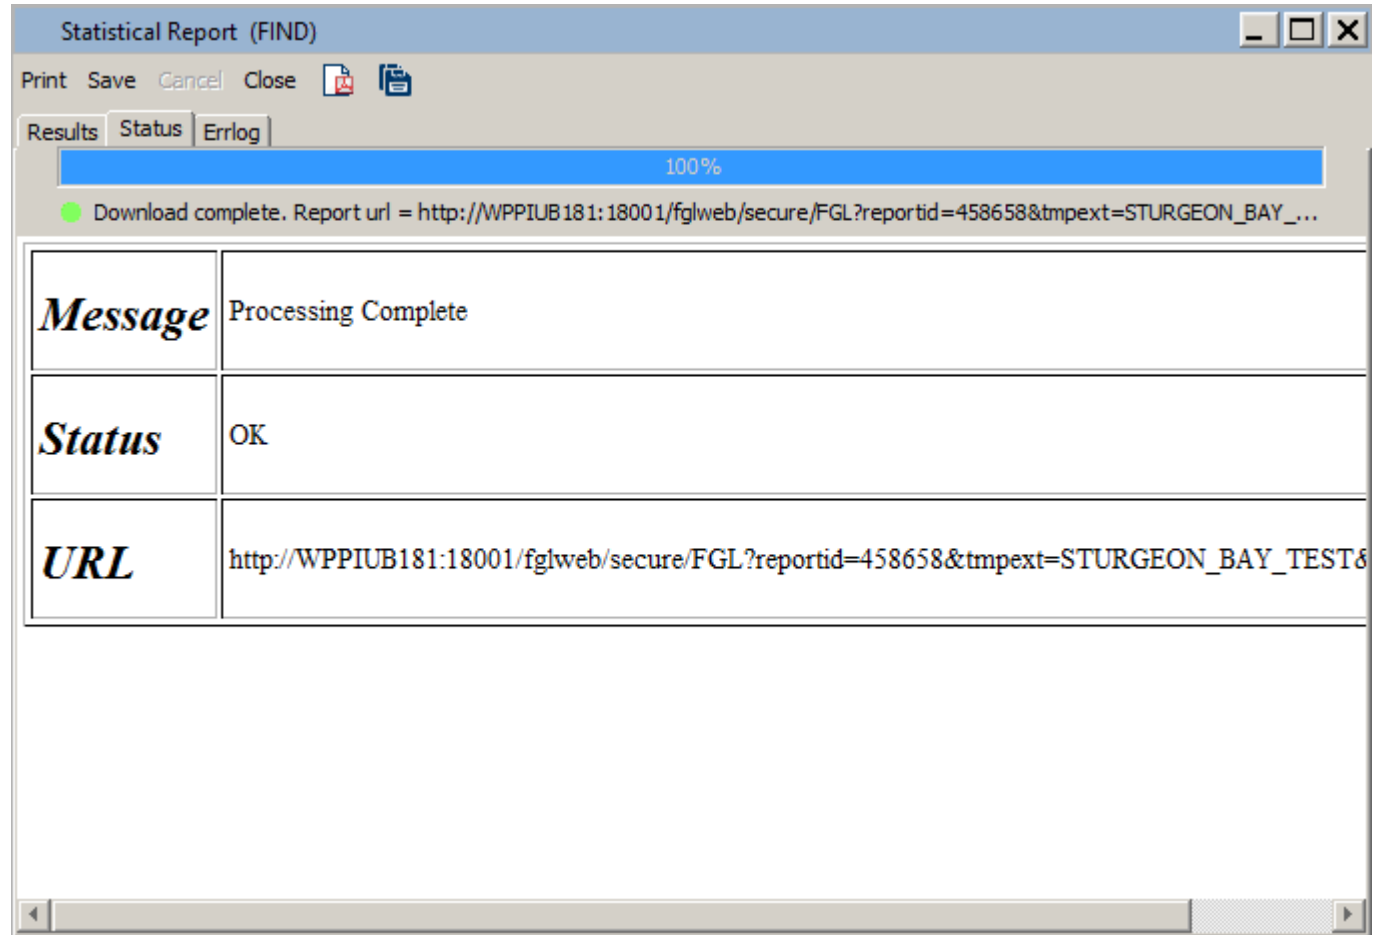 Statistical Report (FIND)
Print Save Cancel Close
Results Status Errlog
100%
Download complete. Report url = http://WPPIUB181:18001/fglweb/secure/FGL?reportid=458658&tmpext=STURGEON_BAY_...
Message Processing Complete
Status OK
URL http://WPPIUB181:18001/fglweb/secure/FGL?reportid=458658&tmpext=STURGEON_BAY_TEST&